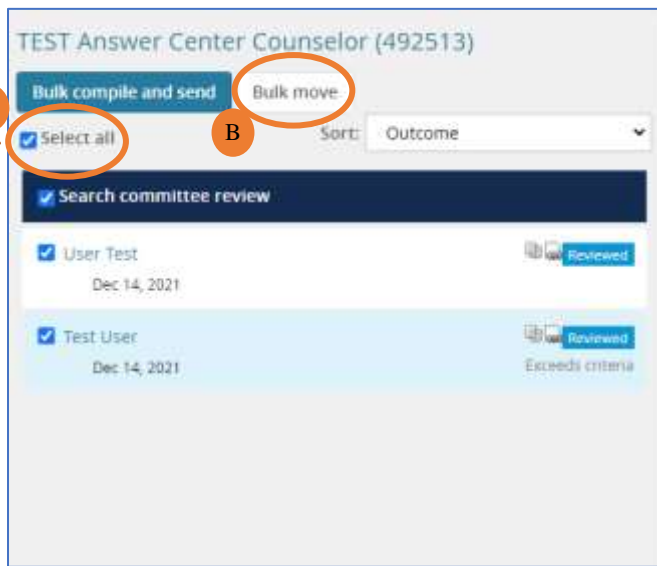 TEST Answer Center Counselor (492513)
Bulk compile and send Bulk move
Select all B Sort: Outcome
Search committee review
User Test Reviewed
Dec 14, 2021
Test User Reviewed
Dec 14, 2021 Exceeds criteria